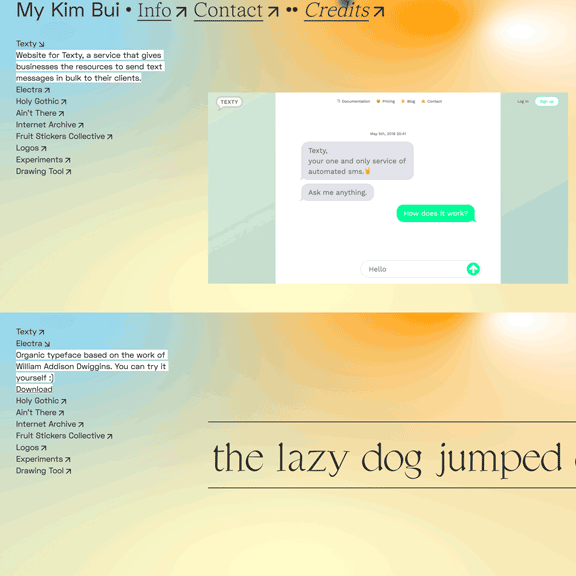 My Kim Bui • Info ↗ Contact ↗ •• Credits ↗
Texty ↘
Website for Texty, a service that gives
businesses the resources to send text
messages in bulk to their clients.
Electra ↗
Holy Gothic ↗
Ain't There ↗
Internet Archive ↗
Fruit Stickers Collective ↗
Logos ↗
Experiments ↗
Drawing Tool ↗
TEXTY
Documentation
Pricing
Blog
Contact
Log in
Sign up
May 5th, 2018 20:41
Texty,
your one and only service of
automated sms.🤘
Ask me anything.
How does it work?
Hello
Texty ↗
Electra ↘
Organic typeface based on the work of
William Addison Dwiggins. You can try it
yourself :)
Download
Holy Gothic ↗
Ain't There ↗
Internet Archive ↗
Fruit Stickers Collective ↗
Logos ↗
Experiments ↗
Drawing Tool ↗
the lazy dog jumped